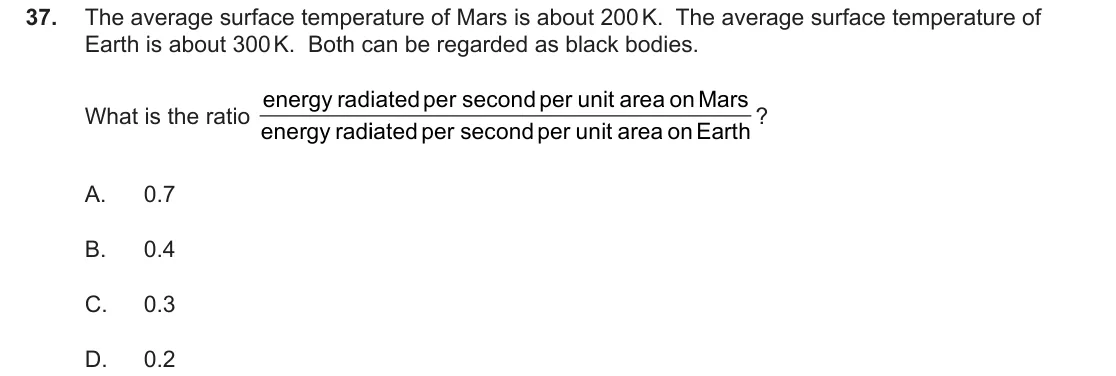 37. The average surface temperature of Mars is about 200 K. The average surface temperature of
Earth is about 300 K. Both can be regarded as black bodies.
What is the ratio energy radiated per second per unit area on Mars / energy radiated per second per unit area on Earth ?
A. 0.7
B. 0.4
C. 0.3
D. 0.2